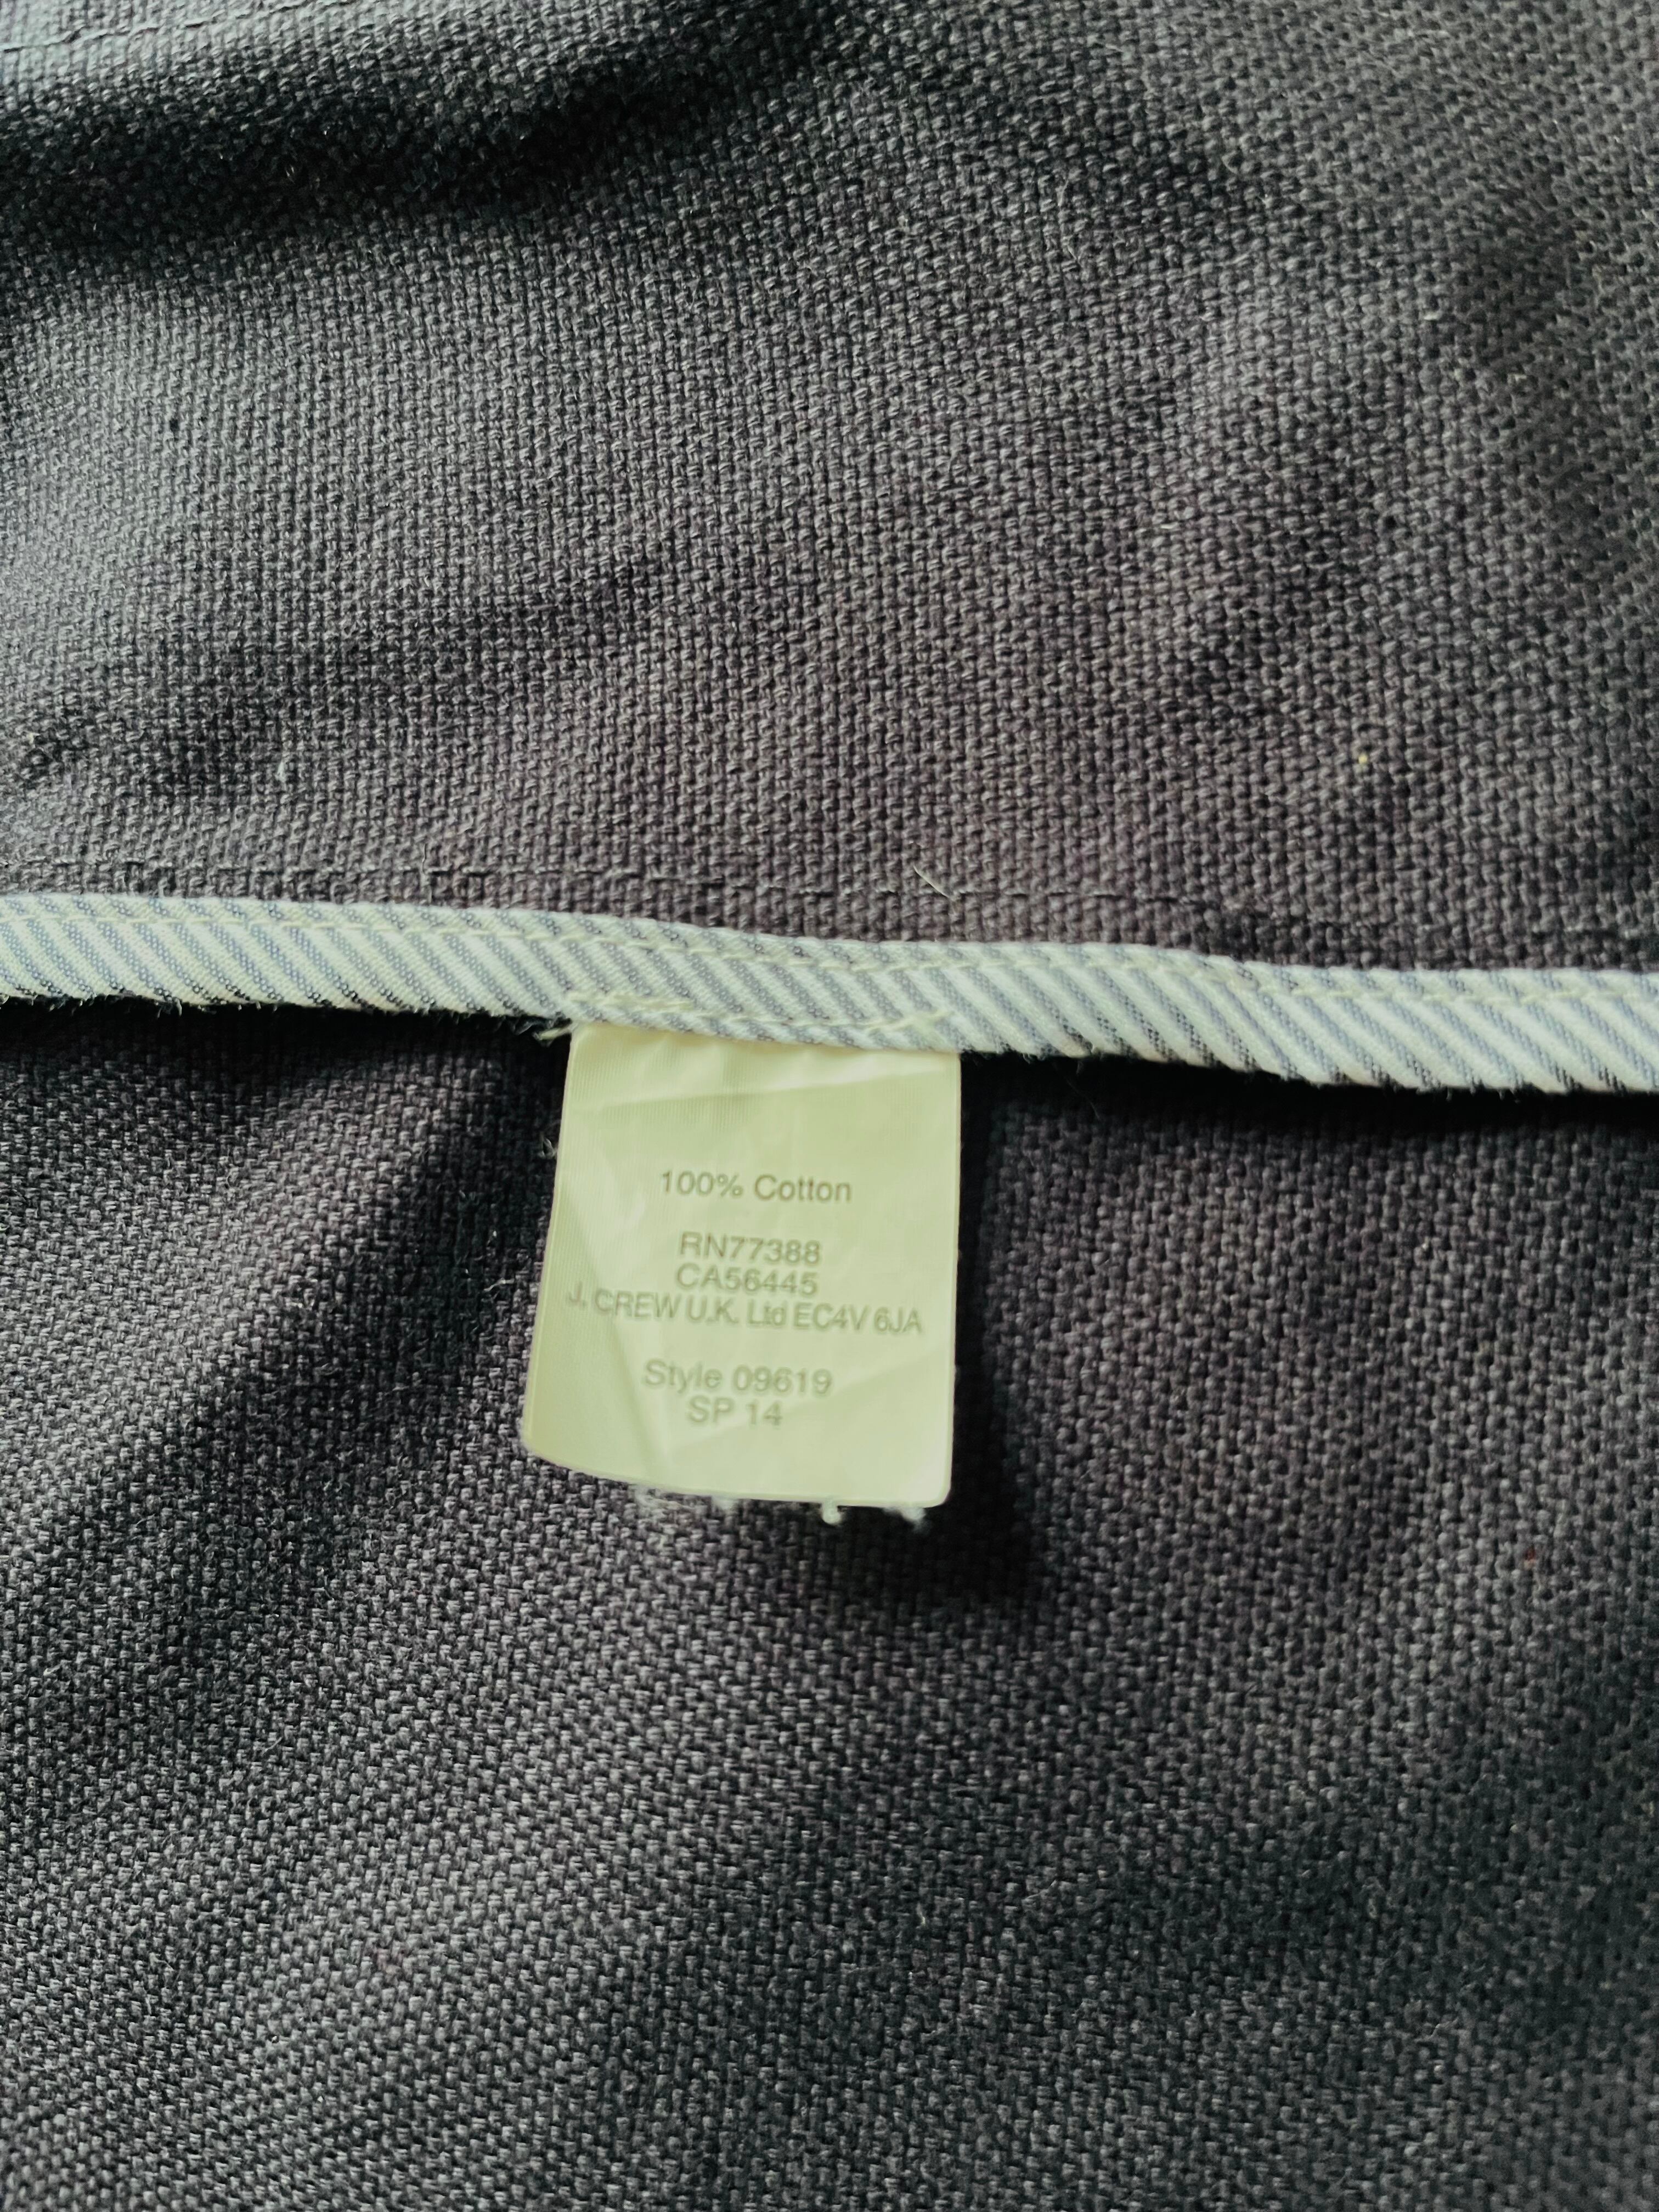 100% Cotton
RN77388
CA56445
J. CREW U.K. Ltd EC4V 6JA
Style 09619
SP 14